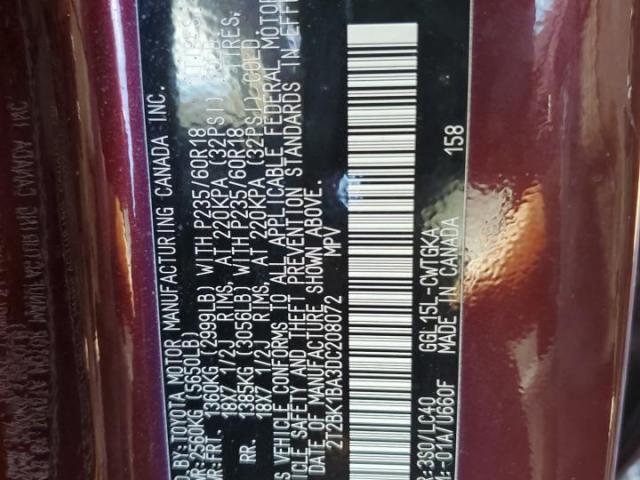 D.BY:TOYOTA MOTOR MANUFACTURING CANADA INC.
R:2560KG (5650LB)
R:FRT. 1360KG (2999LB) WITH P235/60R18
18X7 1/2J RIMS, AT 220KPA (32PSI)
RR. 1385KG (3056LB) WITH P235/60R18 TIRES,
18X7 1/2J RIMS, AT 220KPA (32PSI) COLD
S VEHICLE CONFORMS TO ALL APPLICABLE FEDERAL MOTOR
ICLE SAFETY AND THEFT PREVENTION STANDARDS IN EFF
DATE OF MANUFACTURE SHOWN ABOVE.
2T2BK1BA3DC208072 MPV
R:3S0/LC40 GGL15L-CWTGKA
M:-01A/U660F MADE IN CANADA 158